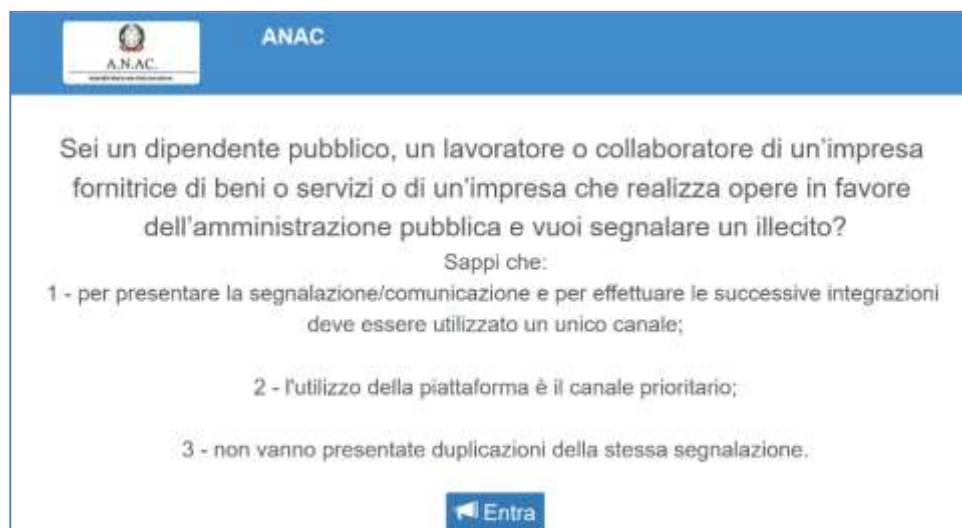 ANAC
A.N.AC.
Sei un dipendente pubblico, un lavoratore o collaboratore di un'impresa
fornitrice di beni o servizi o di un'impresa che realizza opere in favore
dell'amministrazione pubblica e vuoi segnalare un illecito?
Sappi che:
1 - per presentare la segnalazione/comunicazione e per effettuare le successive integrazioni
deve essere utilizzato un unico canale;
2 - l'utilizzo della piattaforma è il canale prioritario;
3 - non vanno presentate duplicazioni della stessa segnalazione.
Entra